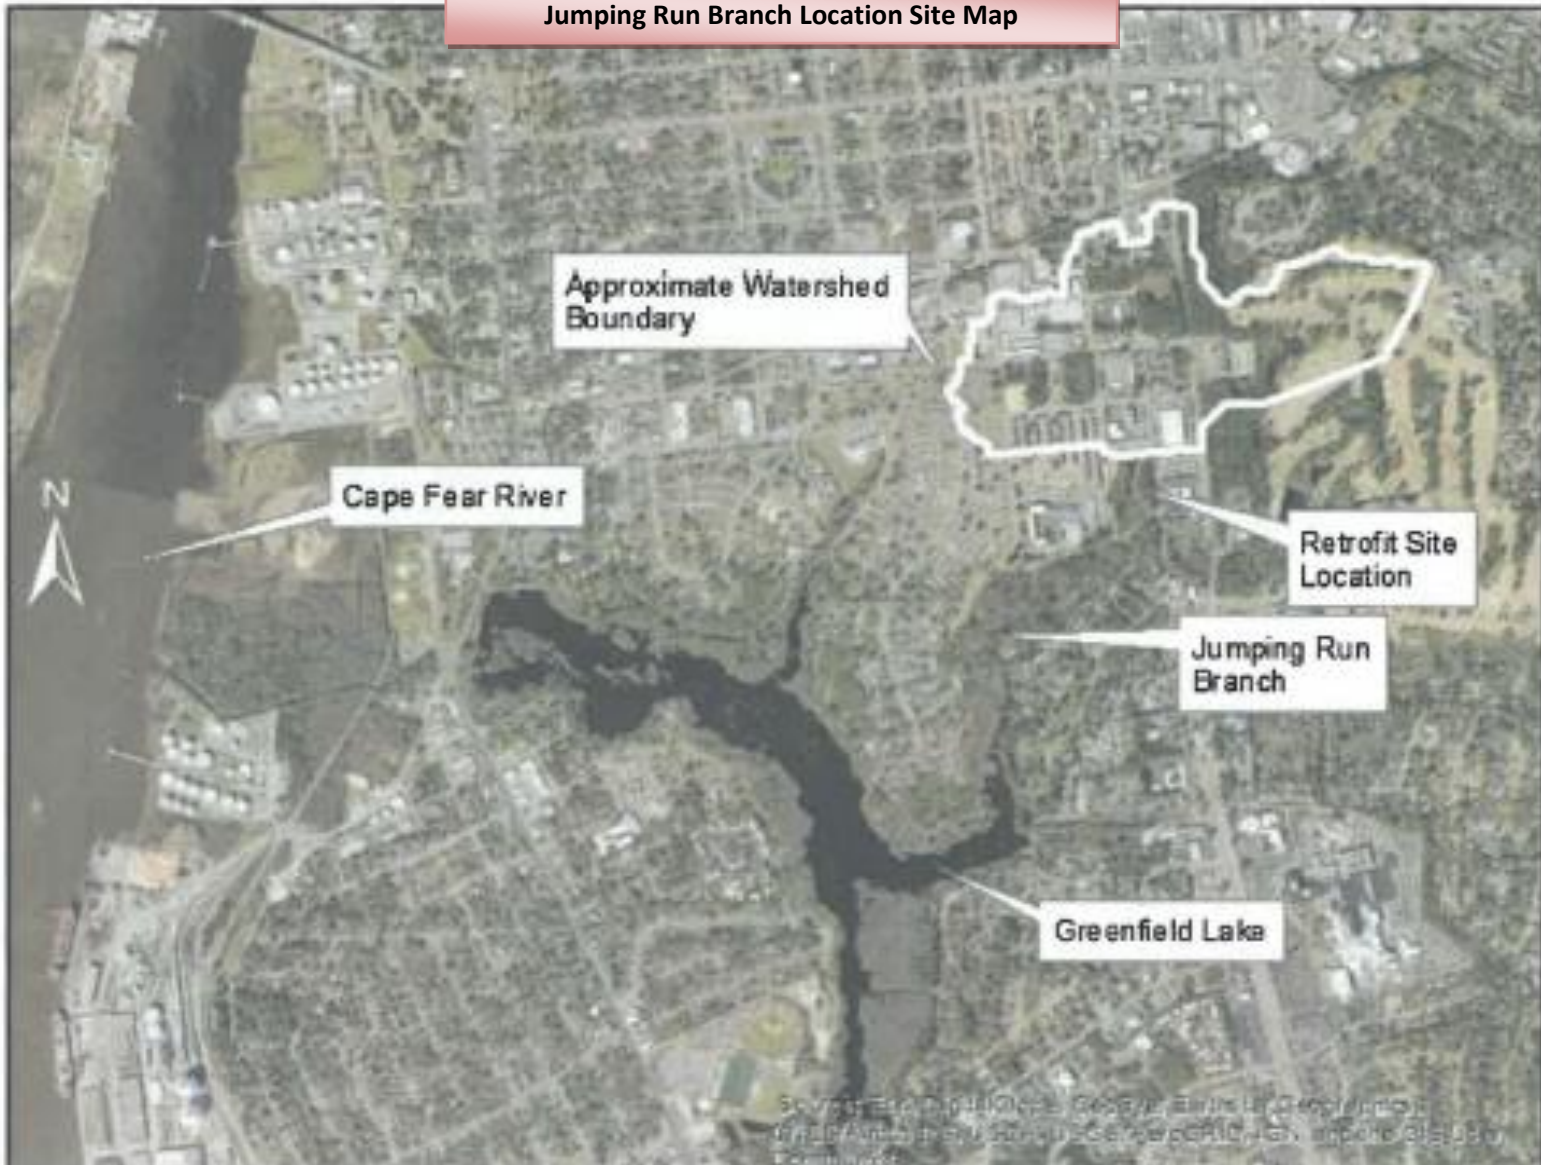 Jumping Run Branch Location Site Map
Approximate Watershed
Boundary
N
Cape Fear River
Retrofit Site
Location
Jumping Run
Branch
Greenfield Lake